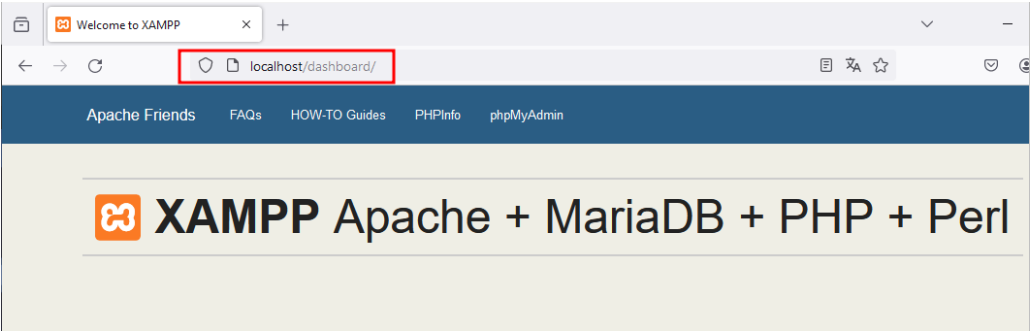 Welcome to XAMPP
localhost/dashboard/
Apache Friends FAQs HOW-TO Guides PHPInfo phpMyAdmin
XAMPP Apache + MariaDB + PHP + Perl